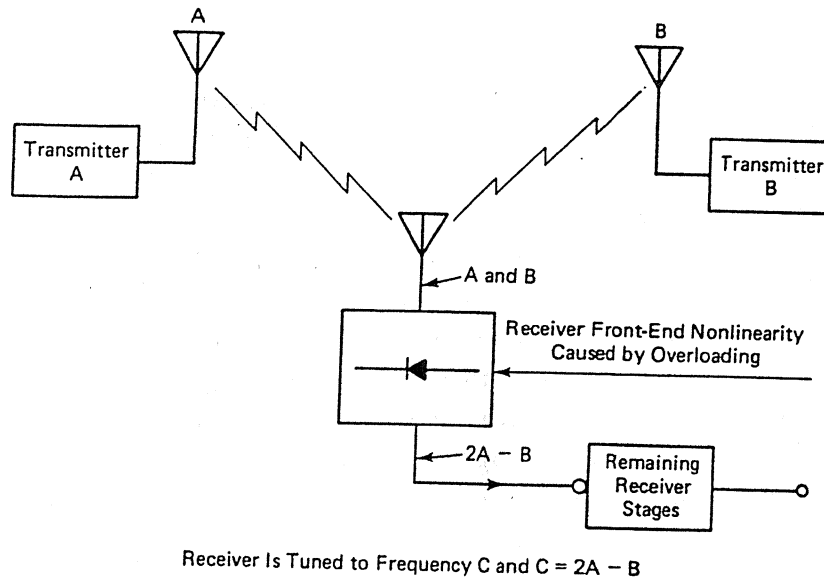 A
B
Transmitter
A
Transmitter
B
A and B
Receiver Front-End Nonlinearity
Caused by Overloading
2A − B
Remaining
Receiver
Stages
Receiver Is Tuned to Frequency C and C = 2A − B